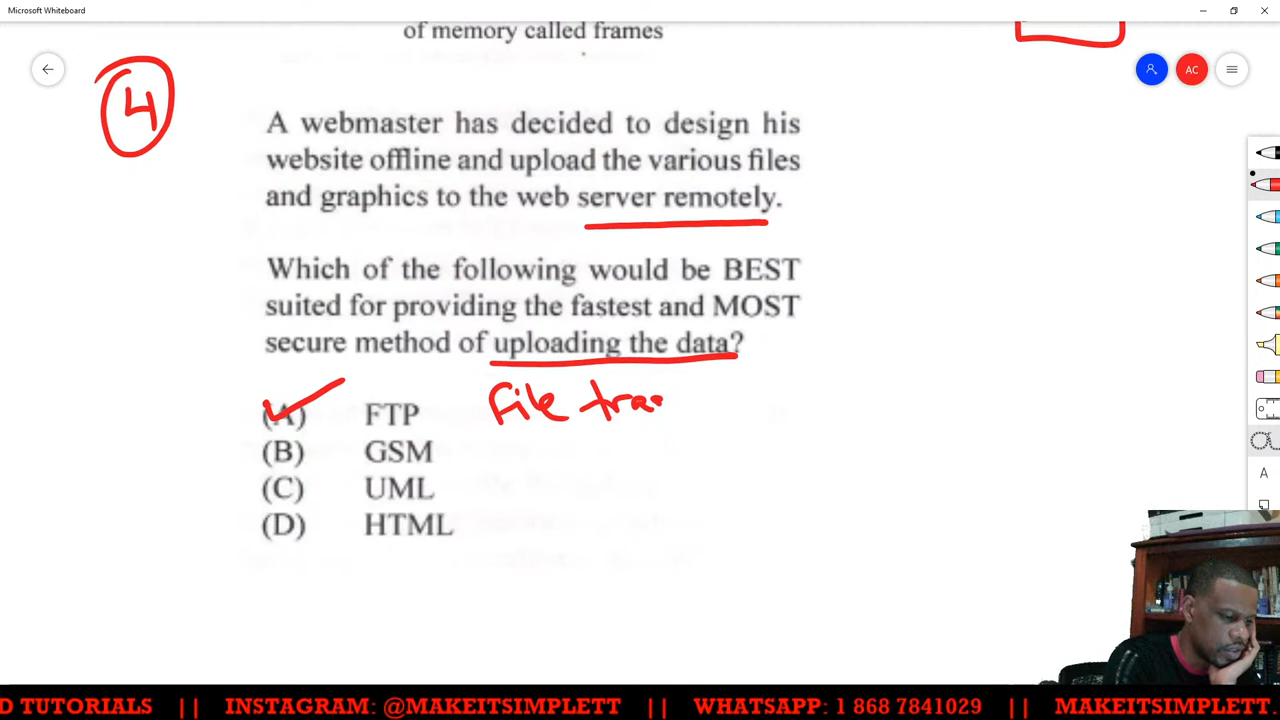 Microsoft Whiteboard
of memory called frames
4
AC
A webmaster has decided to design his
website offline and upload the various files
and graphics to the web server remotely.
Which of the following would be BEST
suited for providing the fastest and MOST
secure method of uploading the data?
(A) FTP
File tra
(B) GSM
(C) UML
(D) HTML
A
D TUTORIALS || INSTAGRAM: @MAKEITSIMPLETT || WHATSAPP: 1 868 7841029 || MAKEITSIMPLETT.